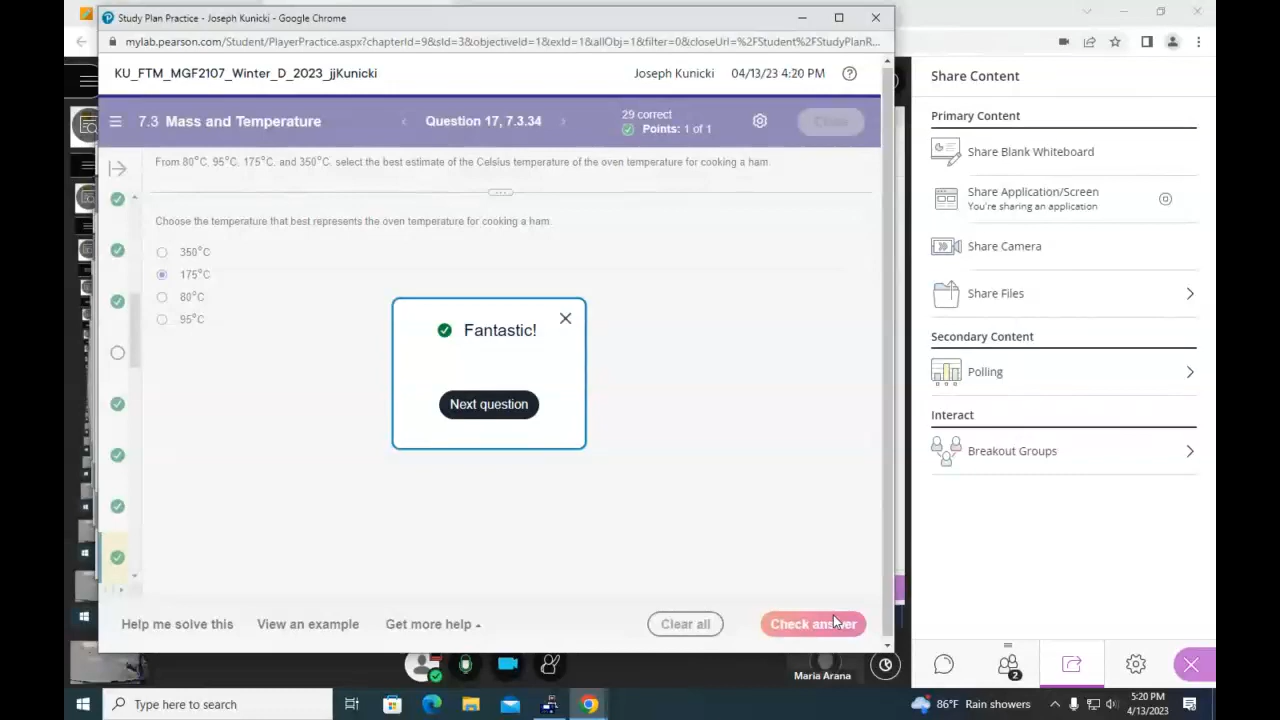 Study Plan Practice - Joseph Kunicki - Google Chrome
mylab.pearson.com/Student/PlayerPractice.aspx?chapterId=9&sId=3&objectiveId=1&exId=1&allObj=1&filter=0&closeUrl=%2FStudent%2FStudyPlanR...
KU_FTM_MGF2107_Winter_D_2023_jjKunicki
Joseph Kunicki
04/13/23 4:20 PM
7.3 Mass and Temperature
Question 17, 7.3.34
29 correct
Points: 1 of 1
Close
From 80°C, 95°C, 175°C, and 350°C, select the best estimate of the Celsius temperature of the oven temperature for cooking a ham.
Choose the temperature that best represents the oven temperature for cooking a ham.
350°C
175°C
80°C
95°C
Fantastic!
Next question
Help me solve this
View an example
Get more help
Clear all
Check answer
Maria Arana
Share Content
Primary Content
Share Blank Whiteboard
Share Application/Screen
You're sharing an application
Share Camera
Share Files
Secondary Content
Polling
Interact
Breakout Groups
2
Type here to search
86°F Rain showers
5:20 PM
4/13/2023